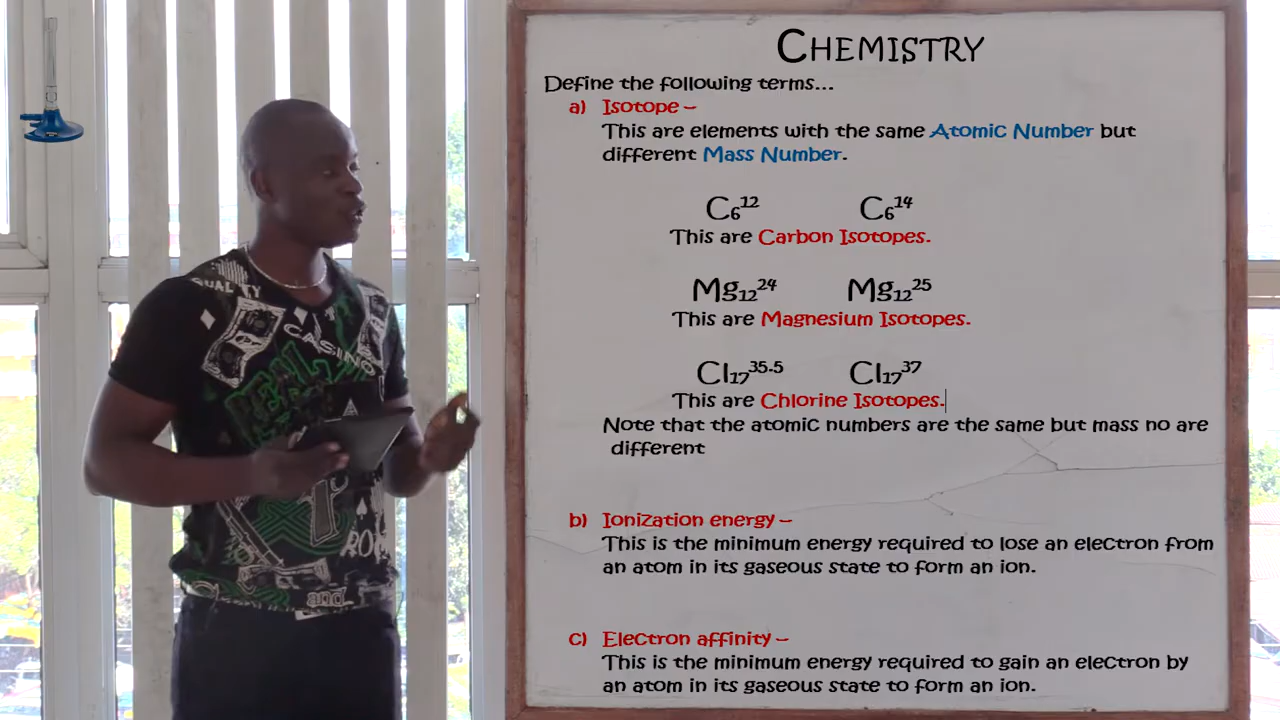 CHEMISTRY
Define the following terms...
a) Isotope –
This are elements with the same Atomic Number but
different Mass Number.
C₆¹² C₆¹⁴
This are Carbon Isotopes.
Mg₁₂²⁴ Mg₁₂²⁵
This are Magnesium Isotopes.
Cl₁₇³⁵·⁵ Cl₁₇³⁷
This are Chlorine Isotopes.
Note that the atomic numbers are the same but mass no are
different
b) Ionization energy –
This is the minimum energy required to lose an electron from
an atom in its gaseous state to form an ion.
c) Electron affinity –
This is the minimum energy required to gain an electron by
an atom in its gaseous state to form an ion.
QUALITY
CASINO
REAL
and